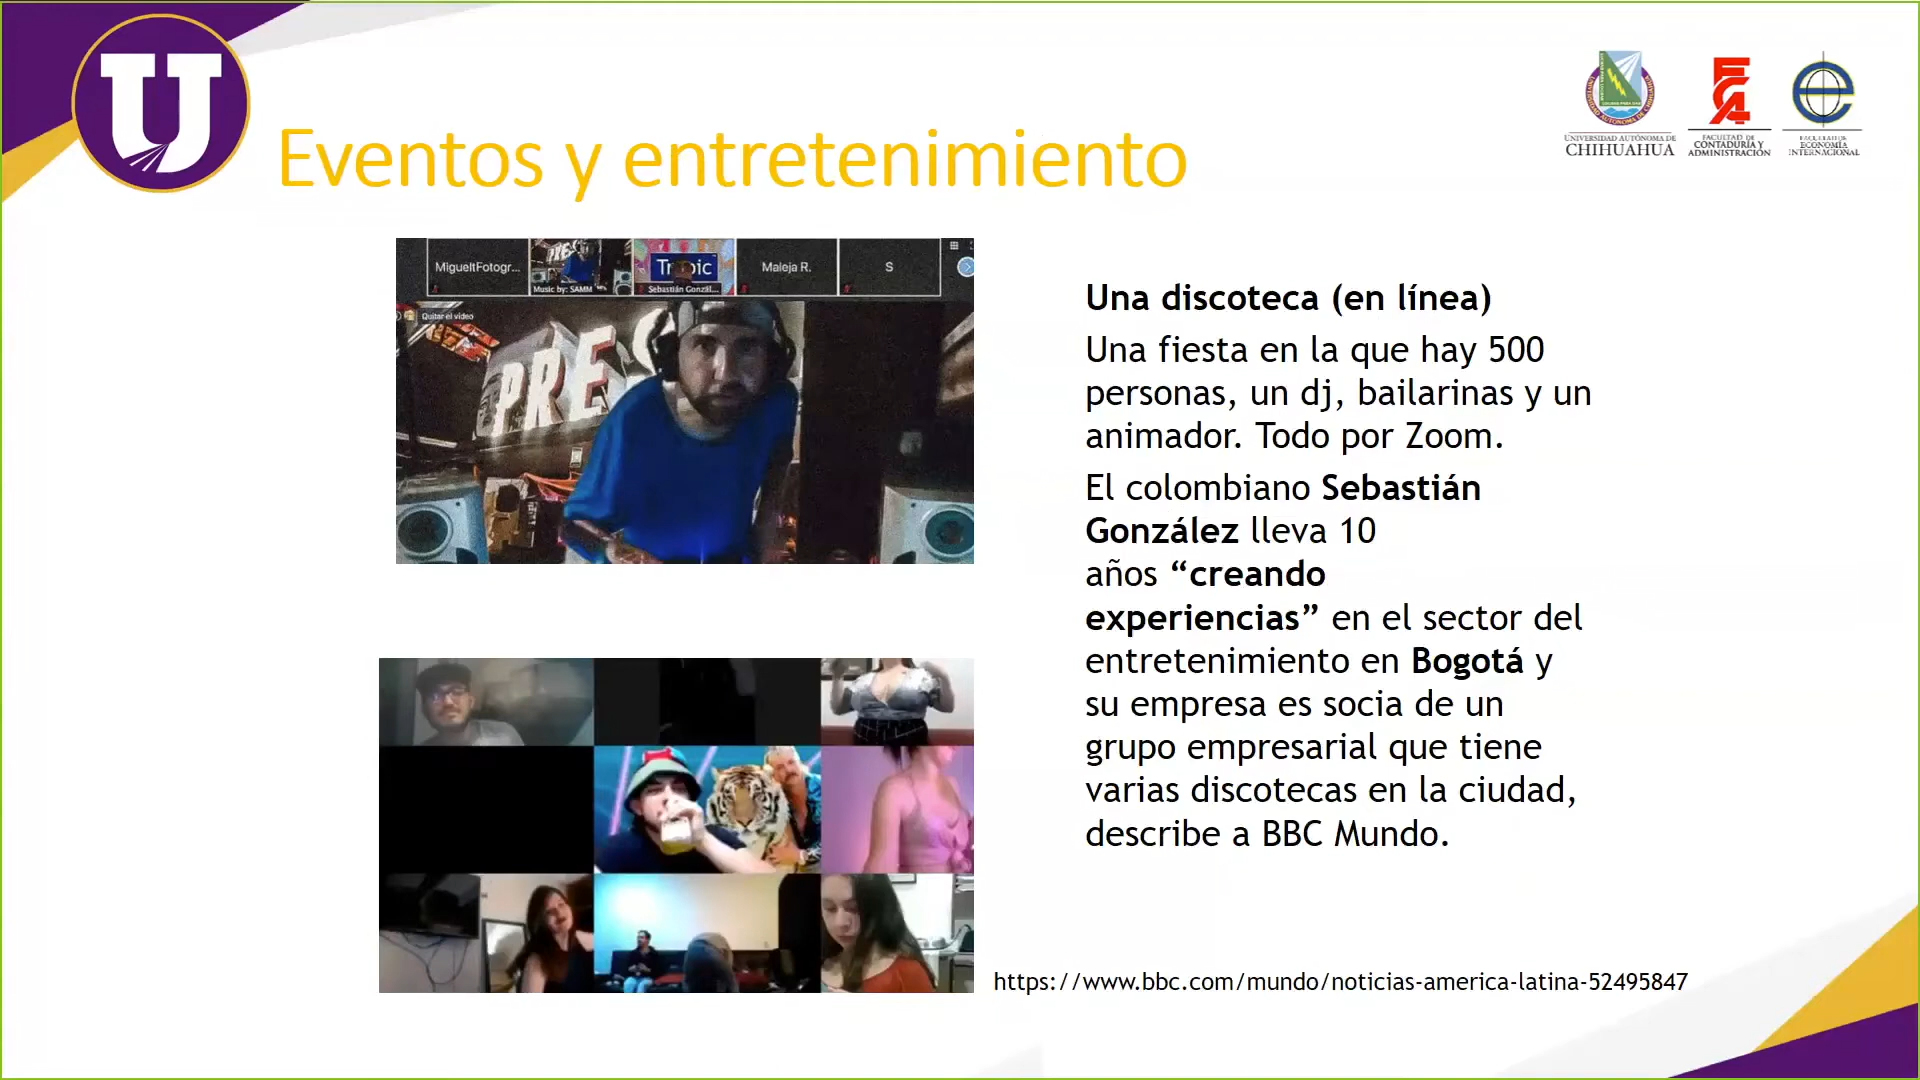 U
UNIVERSIDAD AUTÓNOMA DE
CHIHUAHUA
FACULTAD DE
CONTADURÍA Y
ADMINISTRACIÓN
FACULTAD DE
ECONOMÍA
INTERNACIONAL
Eventos y entretenimiento
MigueltFotogr...
Music by: SAMM
Sebastián Gonzál...
Maleja R.
S
Quitar el video
PRES
Una discoteca (en línea)
Una fiesta en la que hay 500
personas, un dj, bailarinas y un
animador. Todo por Zoom.
El colombiano Sebastián
González lleva 10
años “creando
experiencias” en el sector del
entretenimiento en Bogotá y
su empresa es socia de un
grupo empresarial que tiene
varias discotecas en la ciudad,
describe a BBC Mundo.
https://www.bbc.com/mundo/noticias-america-latina-52495847